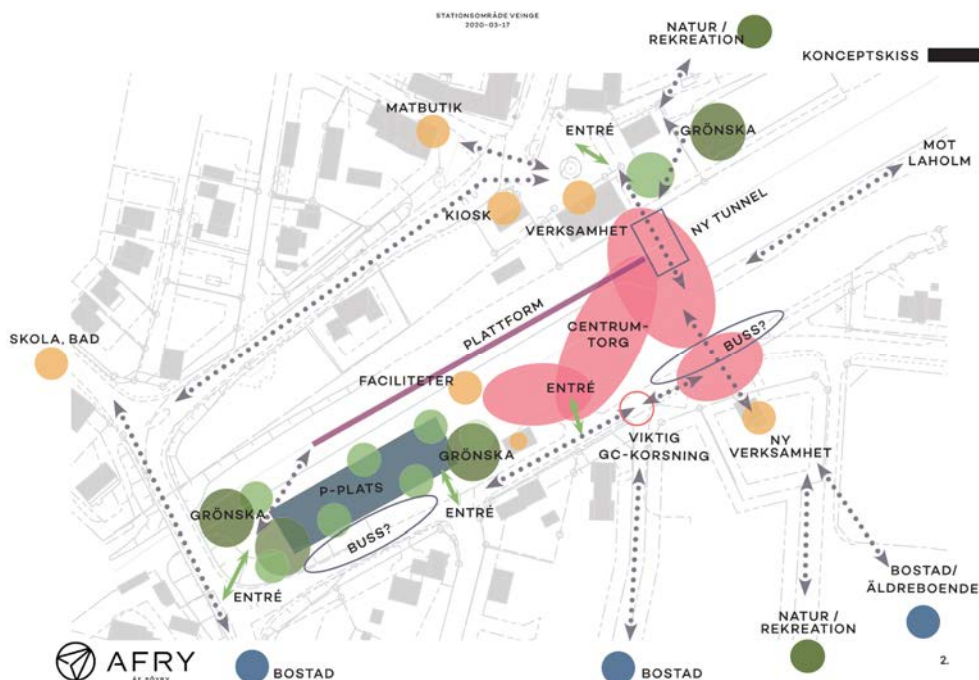 STATIONSOMRÅDE VEINGE
2020-03-17
NATUR /
REKREATION
KONCEPTSKISS
MATBUTIK
ENTRÉ
GRÖNSKA
MOT
LAHOLM
KIOSK
VERKSAMHET
NY TUNNEL
PLATTFORM
CENTRUM-
TORG
BUSS?
SKOLA, BAD
FACILITETER
ENTRÉ
VIKTIG
GC-KORSNING
NY
VERKSAMHET
GRÖNSKA
P-PLATS
GRÖNSKA
ENTRÉ
BUSS?
ENTRÉ
BOSTAD/
ÄLDREBOENDE
NATUR /
REKREATION
AFRY
ÅF PÖYRY
BOSTAD
BOSTAD
2.